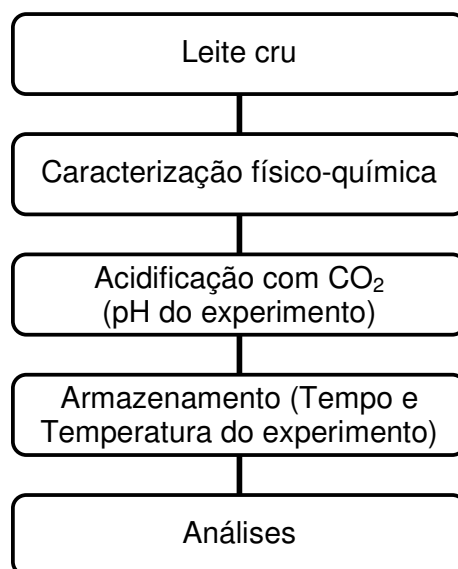 Leite cru
Caracterização físico-química
Acidificação com CO₂
(pH do experimento)
Armazenamento (Tempo e
Temperatura do experimento)
Análises